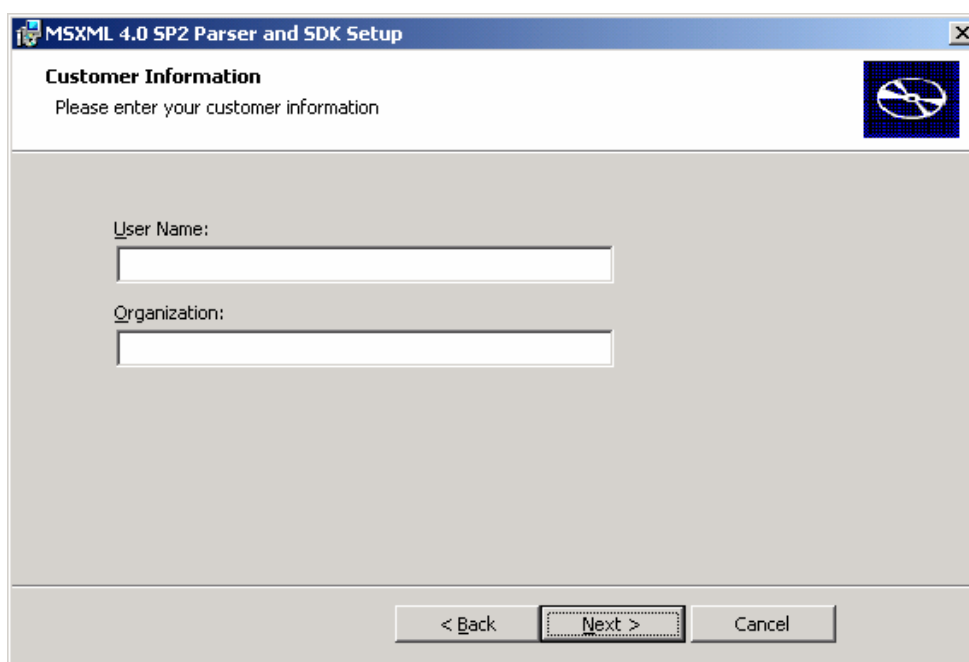 MSXML 4.0 SP2 Parser and SDK Setup
Customer Information
Please enter your customer information
User Name:
Organization:
< Back Next > Cancel